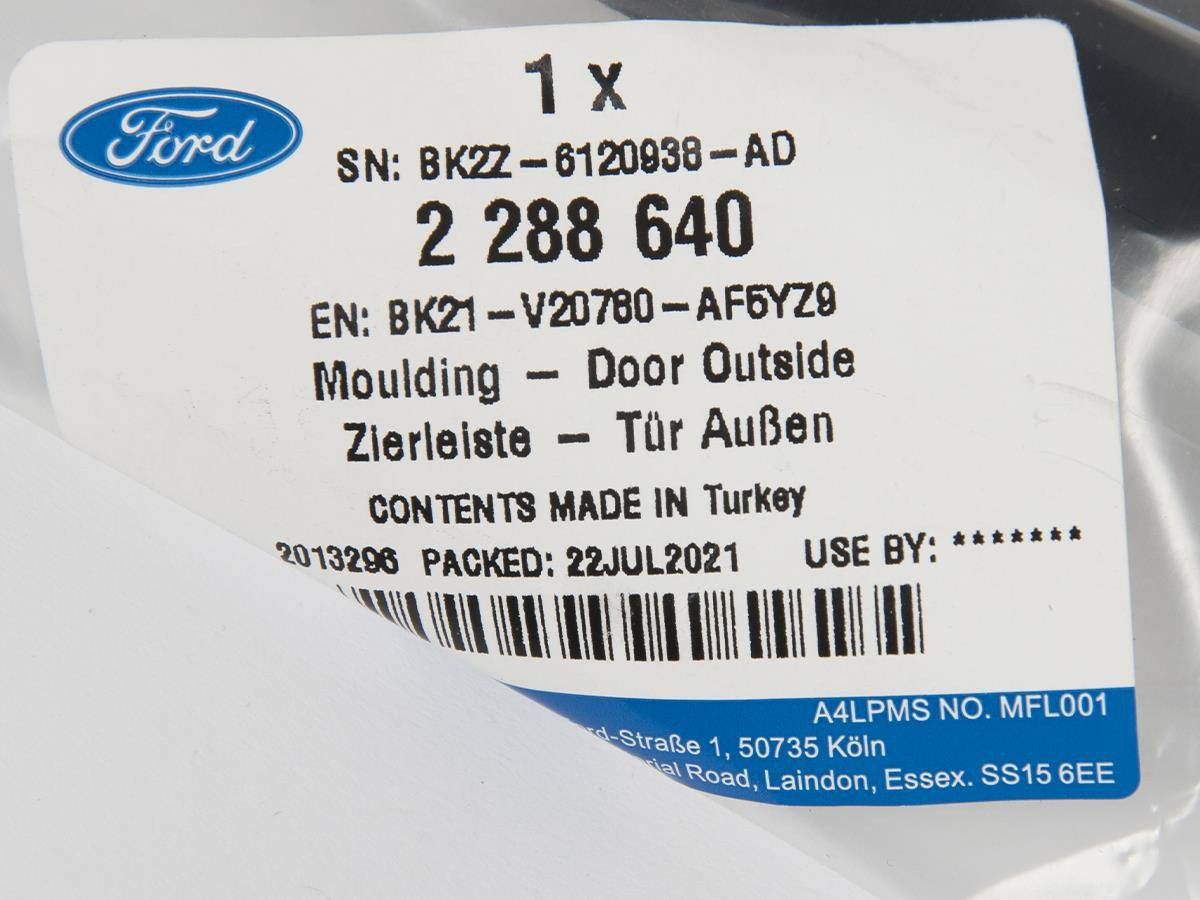 1 x
Ford
SN: BK2Z-6120938-AD
2 288 640
EN: BK21-V20780-AF5YZ9
Moulding - Door Outside
Zierleiste - Tür Außen
CONTENTS MADE IN Turkey
2013296 PACKED: 22JUL2021 USE BY: *******
A4LPMS NO. MFL001
-Straße 1, 50735 Köln
Road, Laindon, Essex. SS15 6EE